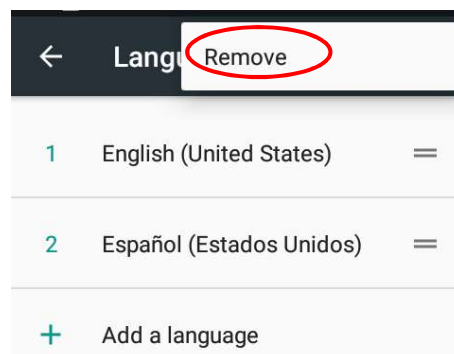 Langu
Remove
1 English (United States)
2 Español (Estados Unidos)
+ Add a language